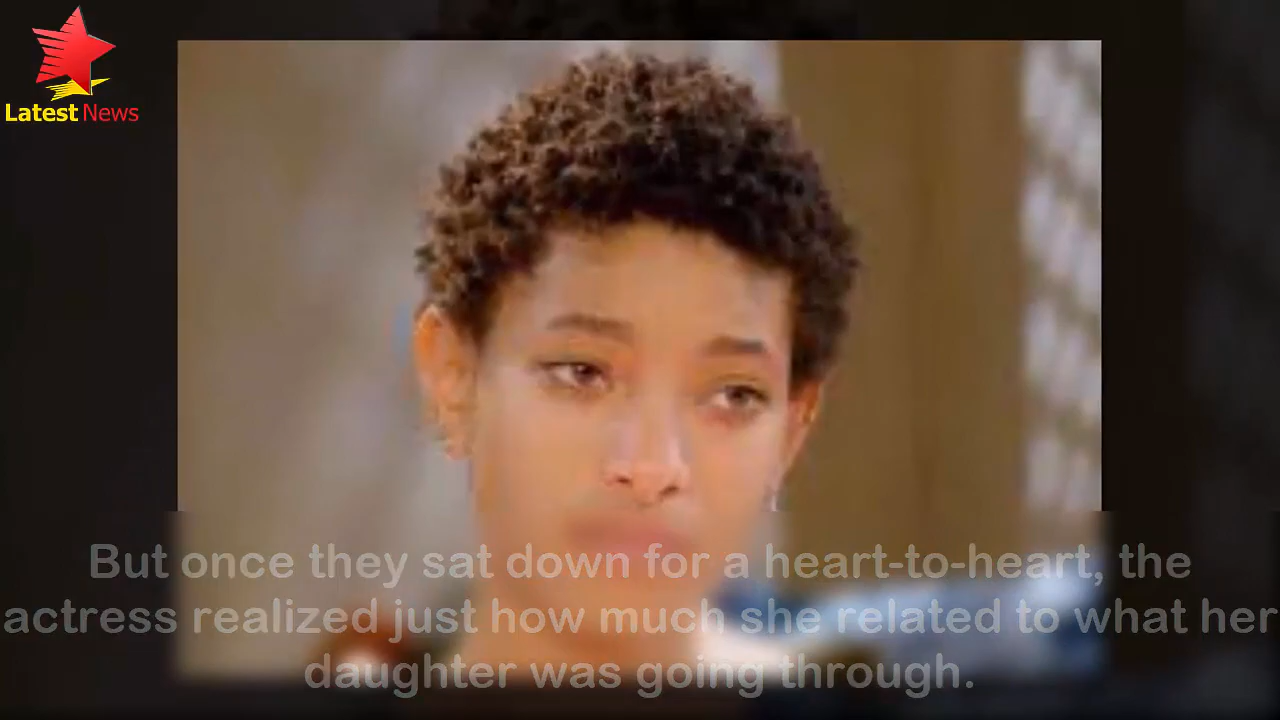 Latest News
But once they sat down for a heart-to-heart, the
actress realized just how much she related to what her
daughter was going through.